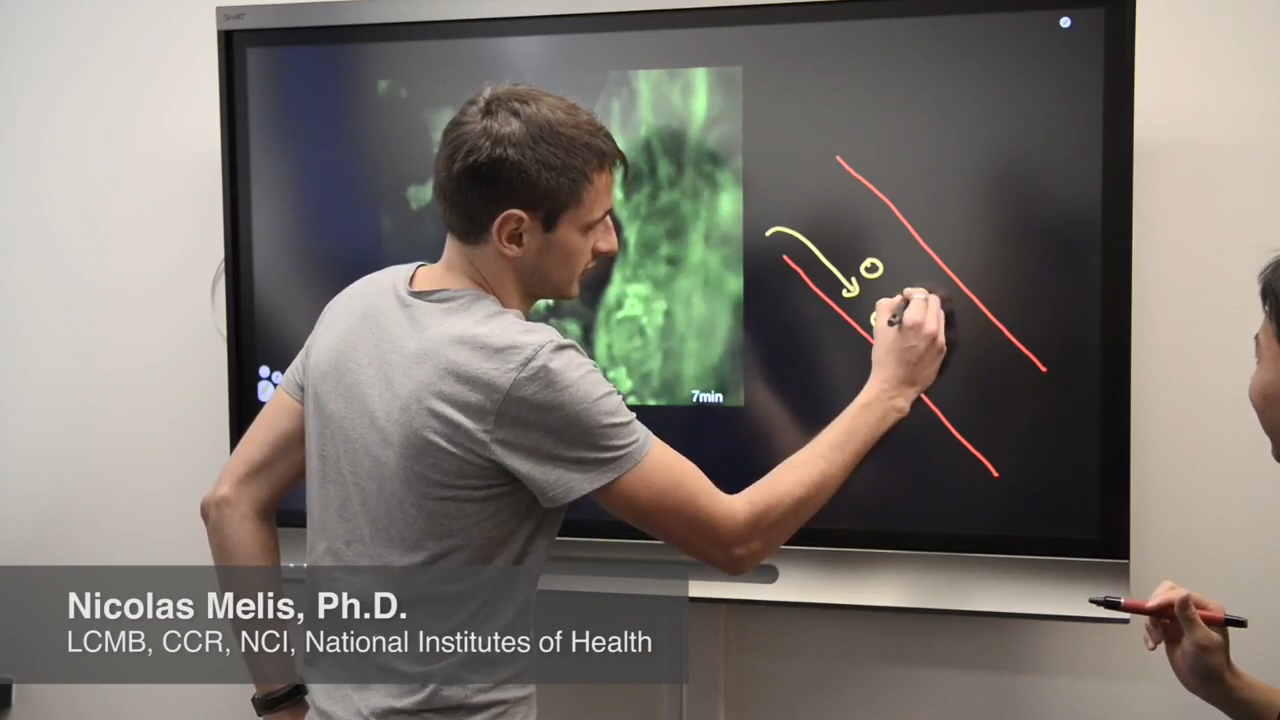 7min
Nicolas Melis, Ph.D.
LCMB, CCR, NCI, National Institutes of Health